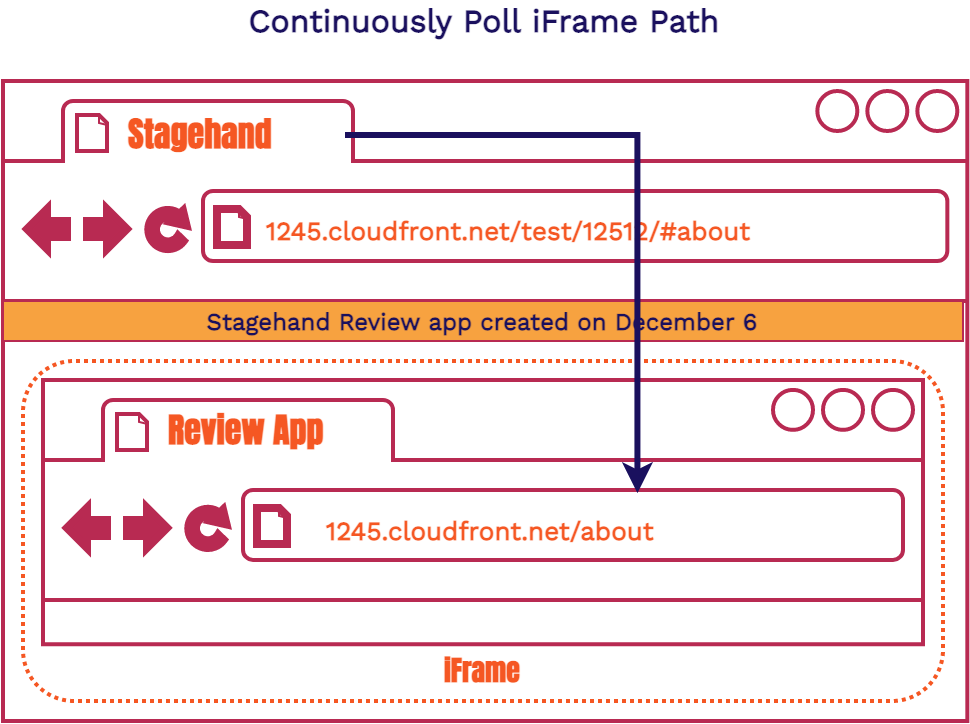 Continuously Poll iFrame Path
Stagehand
1245.cloudfront.net/test/12512/#about
Stagehand Review app created on December 6
Review App
1245.cloudfront.net/about
iFrame